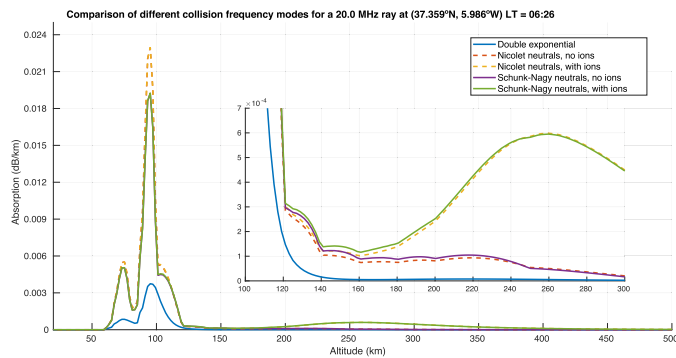 Comparison of different collision frequency modes for a 20.0 MHz ray at (37.359°N, 5.986°W) LT = 06:26
Double exponential
Nicolet neutrals, no ions
Nicolet neutrals, with ions
Schunk-Nagy neutrals, no ions
Schunk-Nagy neutrals, with ions
Absorption (dB/km)
0.024
0.021
0.018
0.015
0.012
0.009
0.006
0.003
0
×10⁻⁴
7
6
5
4
3
2
1
0
100 120 140 160 180 200 220 240 260 280 300
50 100 150 200 250 300 350 400 450 500
Altitude (km)